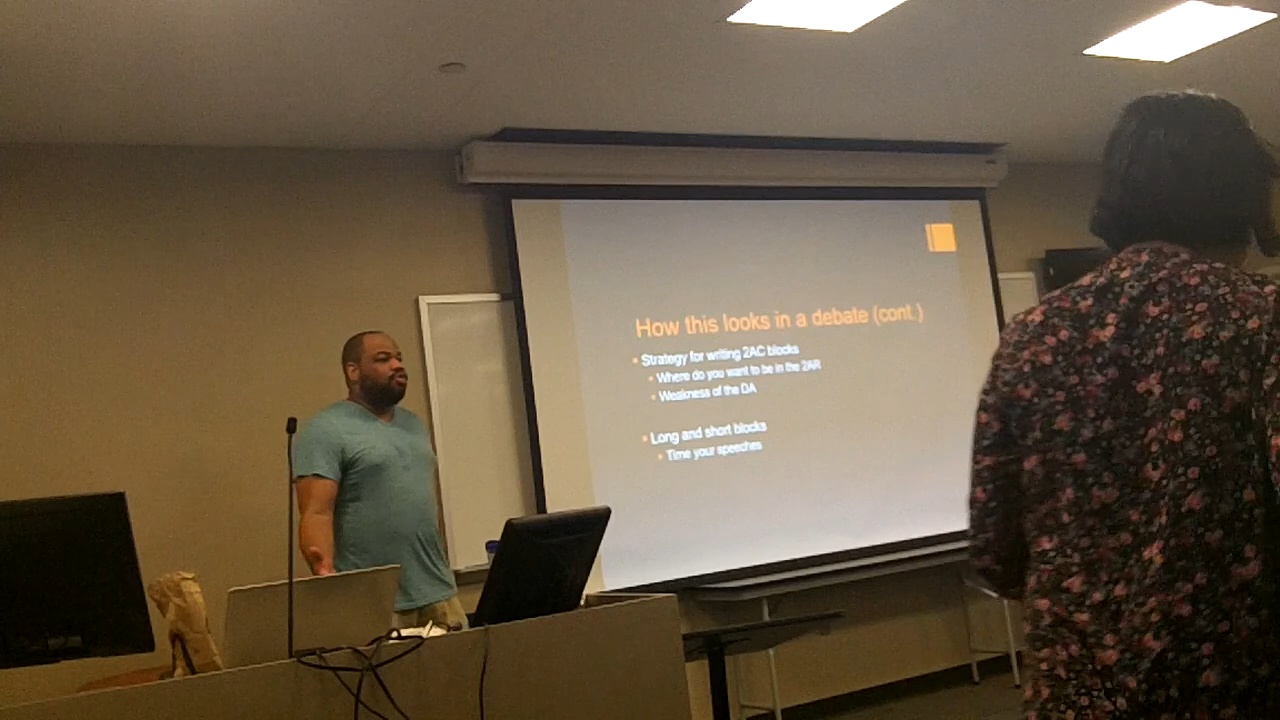 How this looks in a debate (cont.)
Strategy for writing 2AC blocks
Where do you want to be in the 2AR
Weakness of the DA
Long and short blocks
Time your speeches